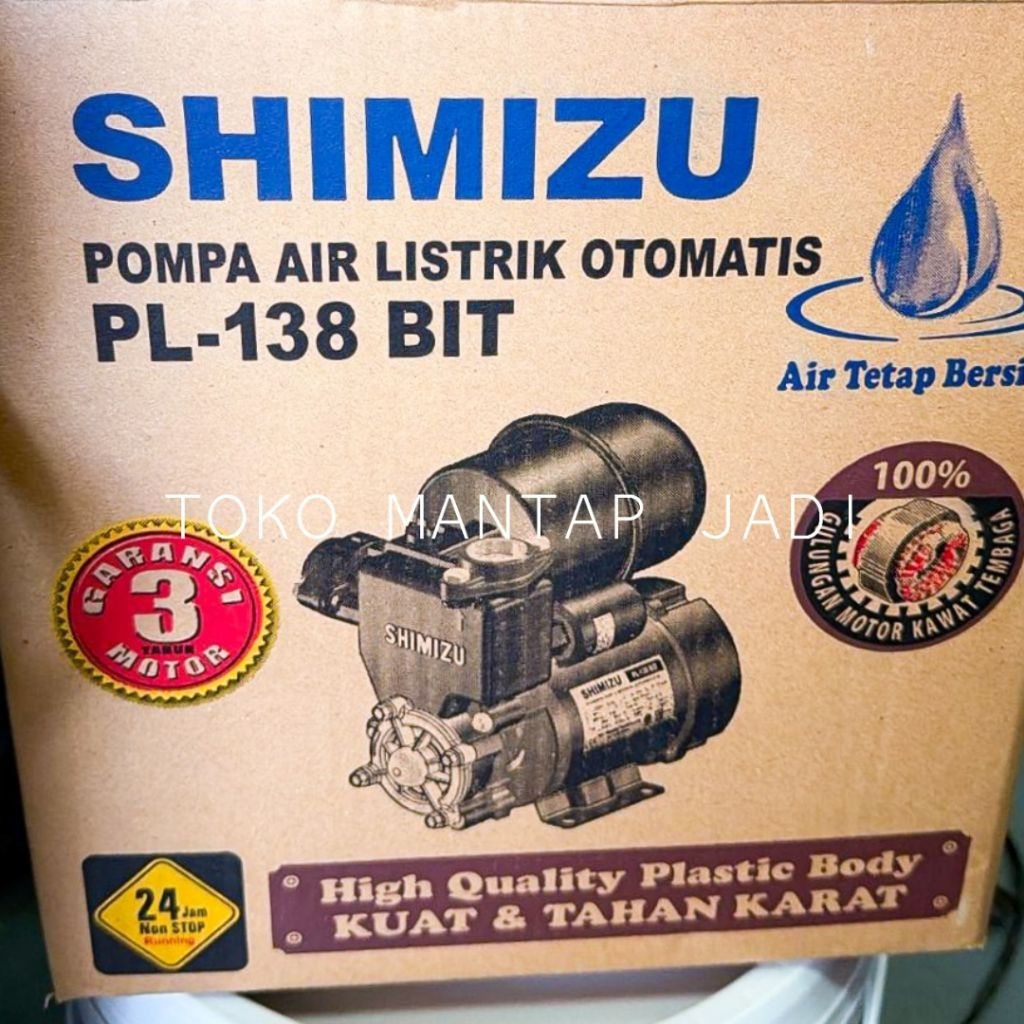 SHIMIZU
POMPA AIR LISTRIK OTOMATIS
PL-138 BIT
Air Tetap Bersi
100%
GULUNGAN MOTOR KAWAT TEMBAGA
TOKO MANTAP JADI
GARANSI
3
TAHUN
MOTOR
SHIMIZU
SHIMIZU
24 Jam
Non STOP
Running
High Quality Plastic Body
KUAT & TAHAN KARAT